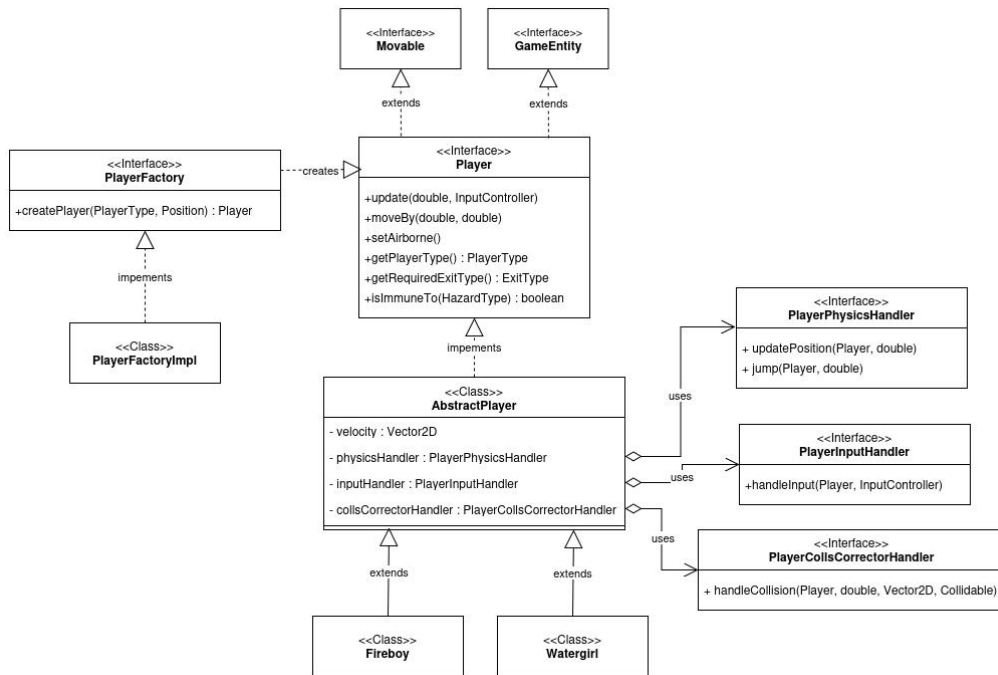 <<Interface>>
Movable
<<Interface>>
GameEntity
extends
extends
<<Interface>>
PlayerFactory
+createPlayer(PlayerType, Position) : Player
creates
<<Interface>>
Player
+update(double, InputController)
+moveBy(double, double)
+setAirborne()
+getPlayerType() : PlayerType
+getRequiredExitType() : ExitType
+isImmuneTo(HazardType) : boolean
impements
<<Class>>
PlayerFactoryImpl
impements
<<Class>>
AbstractPlayer
- velocity : Vector2D
- physicsHandler : PlayerPhysicsHandler
- inputHandler : PlayerInputHandler
- collsCorrectorHandler : PlayerCollsCorrectorHandler
uses
<<Interface>>
PlayerPhysicsHandler
+ updatePosition(Player, double)
+ jump(Player, double)
uses
<<Interface>>
PlayerInputHandler
+handleInput(Player, InputController)
uses
<<Interface>>
PlayerCollsCorrectorHandler
+ handleCollision(Player, double, Vector2D, Collidable)
extends
extends
<<Class>>
Fireboy
<<Class>>
Watergirl